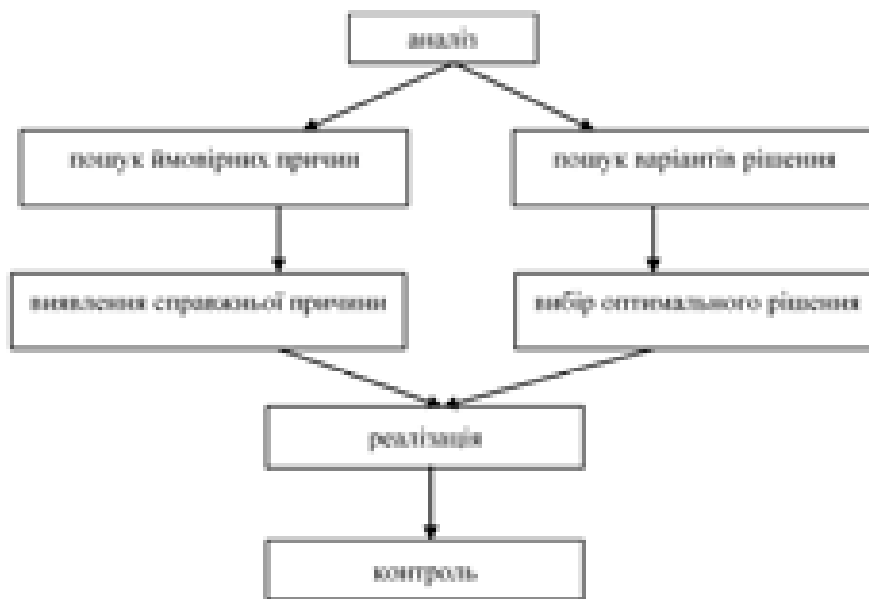 аналіз
пошук ймовірних причин
пошук варіантів рішення
виявлення справжньої причини
вибір оптимального рішення
реалізація
контроль